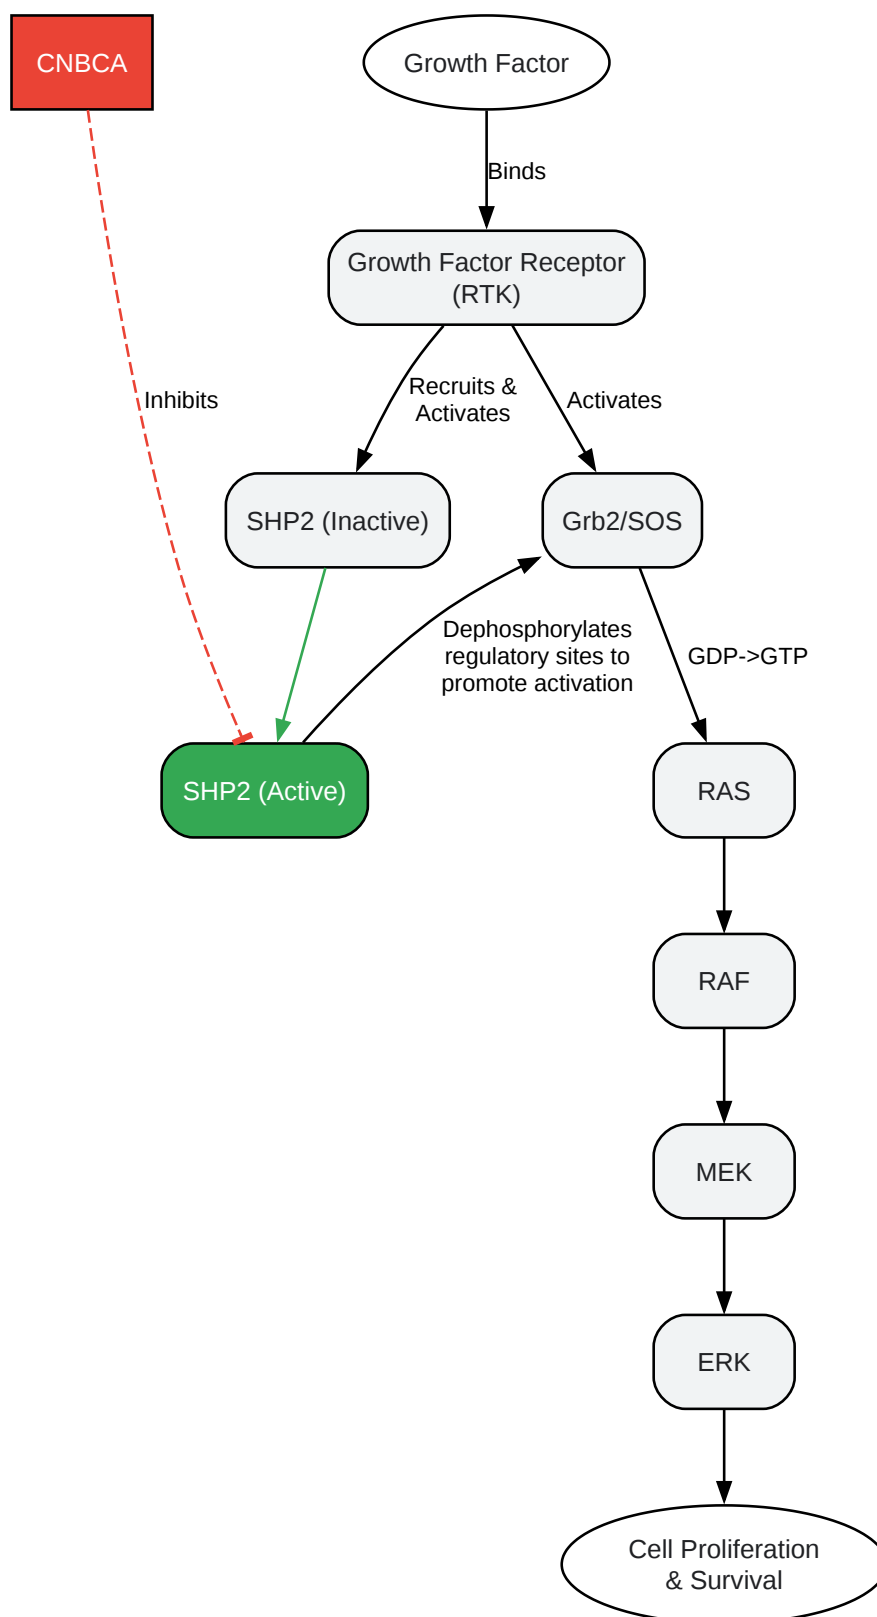 CNBCA
Growth Factor
Binds
Growth Factor Receptor
(RTK)
Inhibits
Recruits &
Activates
Activates
SHP2 (Inactive)
Grb2/SOS
Dephosphorylates
regulatory sites to
promote activation
GDP->GTP
SHP2 (Active)
RAS
RAF
MEK
ERK
Cell Proliferation
& Survival